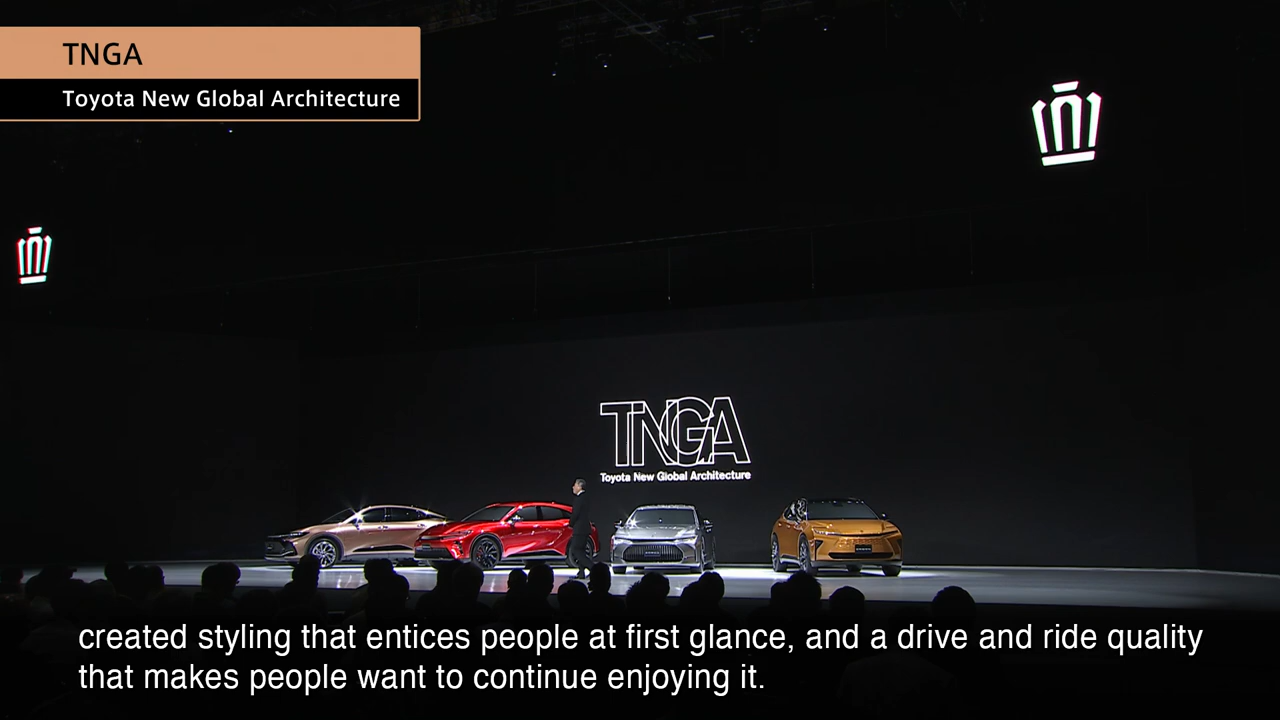 TNGA
Toyota New Global Architecture
TNGA
Toyota New Global Architecture
created styling that entices people at first glance, and a drive and ride quality
that makes people want to continue enjoying it.